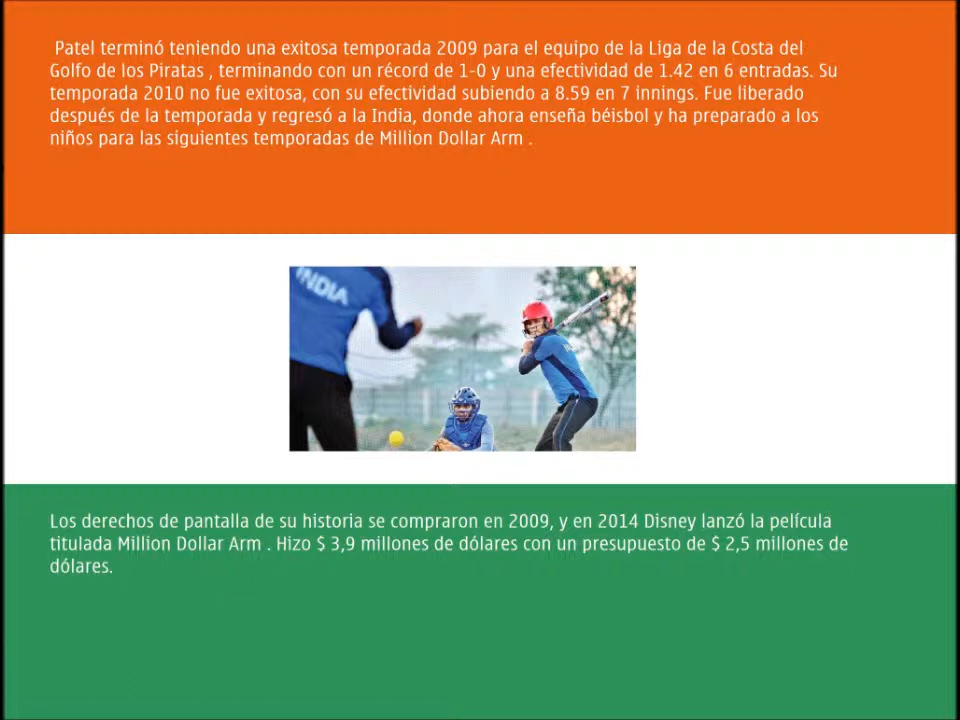 Patel terminó teniendo una exitosa temporada 2009 para el equipo de la Liga de la Costa del
Golfo de los Piratas , terminando con un récord de 1-0 y una efectividad de 1.42 en 6 entradas. Su
temporada 2010 no fue exitosa, con su efectividad subiendo a 8.59 en 7 innings. Fue liberado
después de la temporada y regresó a la India, donde ahora enseña béisbol y ha preparado a los
niños para las siguientes temporadas de Million Dollar Arm .
INDIA
Los derechos de pantalla de su historia se compraron en 2009, y en 2014 Disney lanzó la película
titulada Million Dollar Arm . Hizo $ 3,9 millones de dólares con un presupuesto de $ 2,5 millones de
dólares.